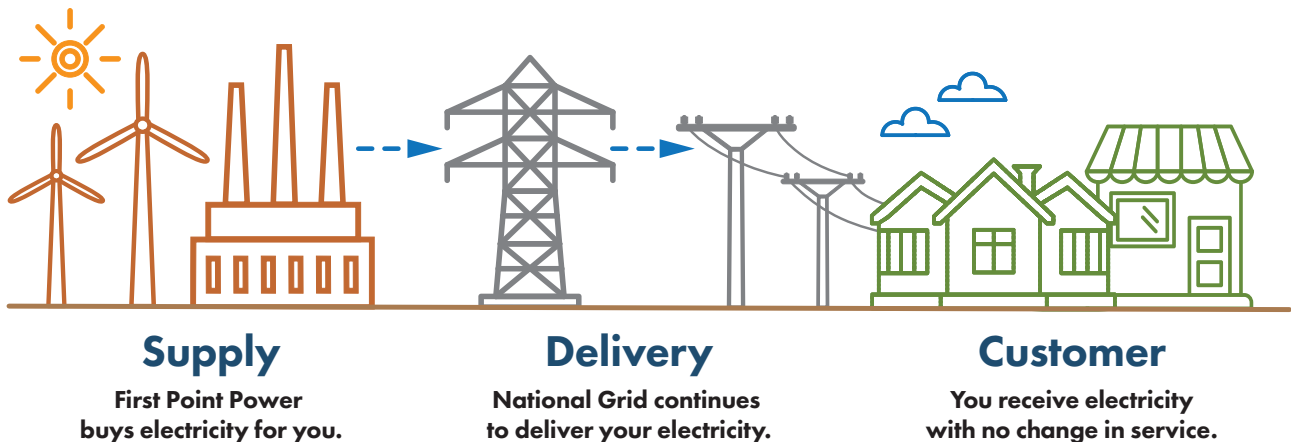 Supply
First Point Power
buys electricity for you.
Delivery
National Grid continues
to deliver your electricity.
Customer
You receive electricity
with no change in service.